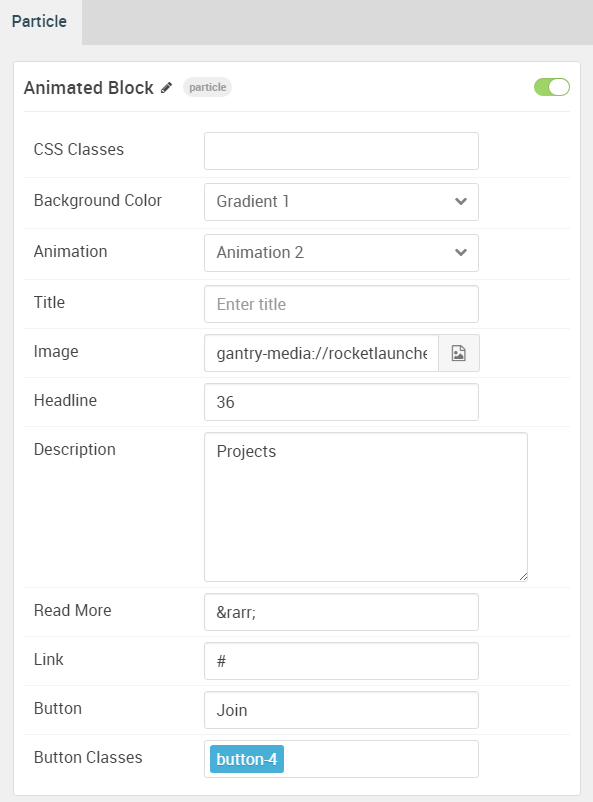 Particle
Animated Block particle
CSS Classes
Background Color Gradient 1
Animation Animation 2
Title Enter title
Image gantry-media://rocketlaunche
Headline 36
Description Projects
Read More &rarr;
Link #
Button Join
Button Classes button-4